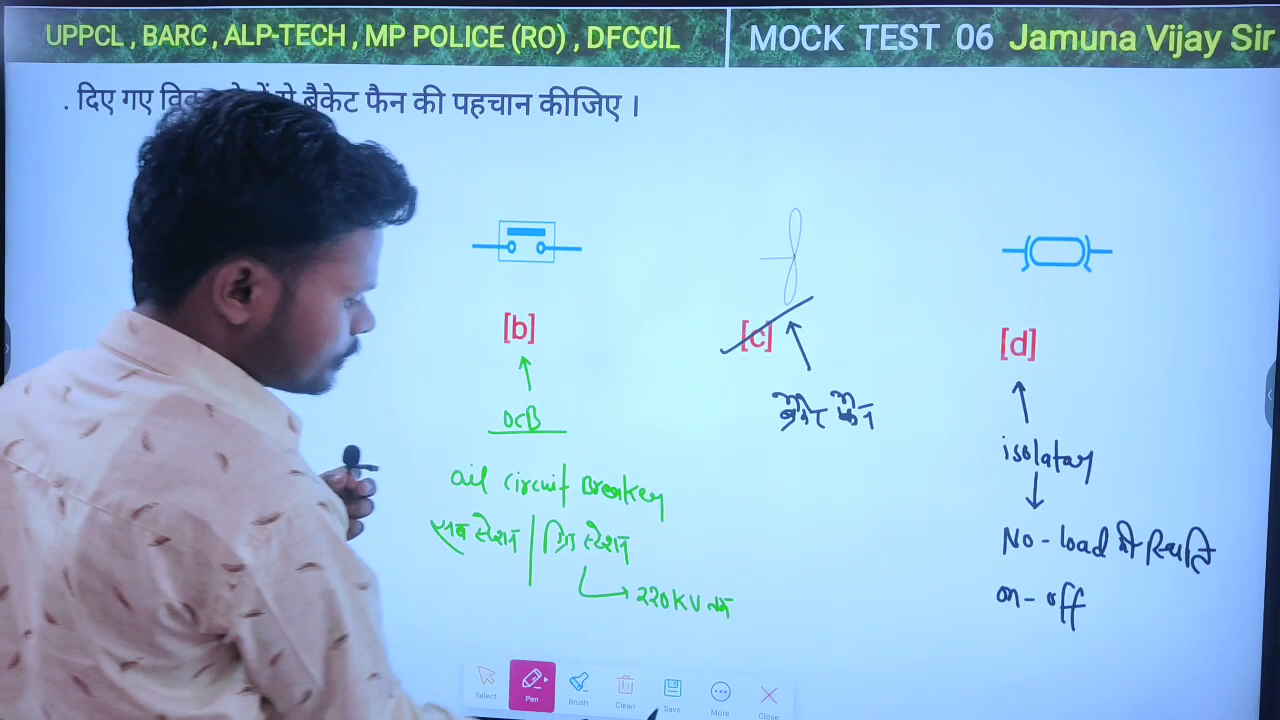 UPPCL , BARC , ALP-TECH , MP POLICE (RO) , DFCCIL
MOCK TEST 06 Jamuna Vijay Sir
. दिए गए से बैकेट फैन की पहचान कीजिए ।
[b]
[c]
[d]
OCB
oil circuit Breaker
सब स्टेशन | ग्रिड स्टेशन
220KV तक
फैन
isolator
No-load की स्थिति
on-off
Select
Pen
Brush
Clean
Save
More
Close